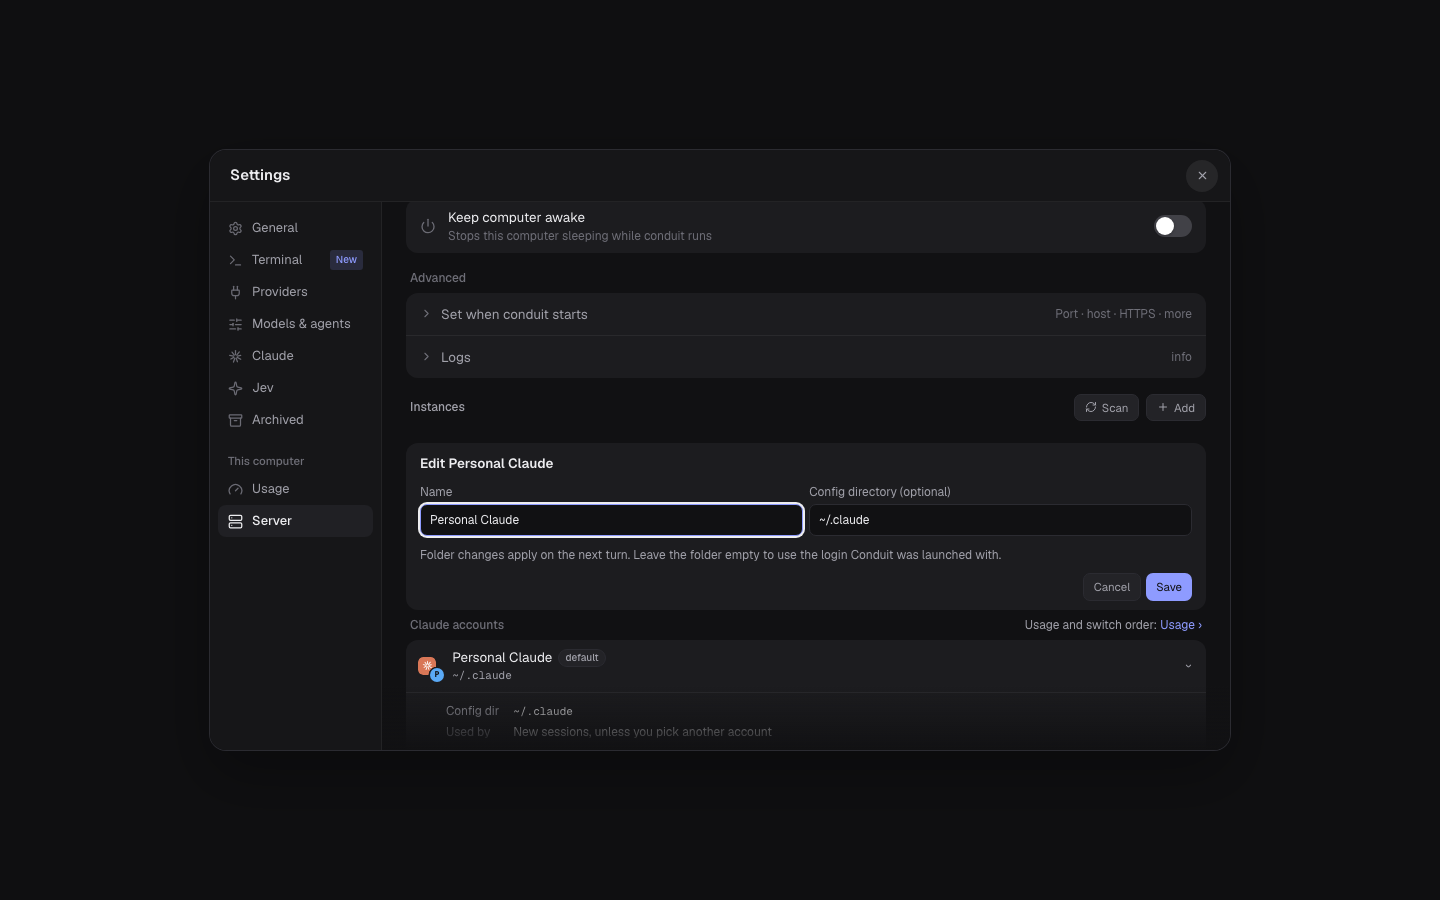 Settings
General
Terminal New
Providers
Models & agents
Claude
Jev
Archived
This computer
Usage
Server
Keep computer awake
Stops this computer sleeping while conduit runs
Advanced
Set when conduit starts Port · host · HTTPS · more
Logs info
Instances Scan Add
Edit Personal Claude
Name Config directory (optional)
Personal Claude ~/.claude
Folder changes apply on the next turn. Leave the folder empty to use the login Conduit was launched with.
Cancel Save
Claude accounts Usage and switch order: Usage ›
Personal Claude default
P
~/.claude
Config dir ~/.claude
Used by New sessions, unless you pick another account